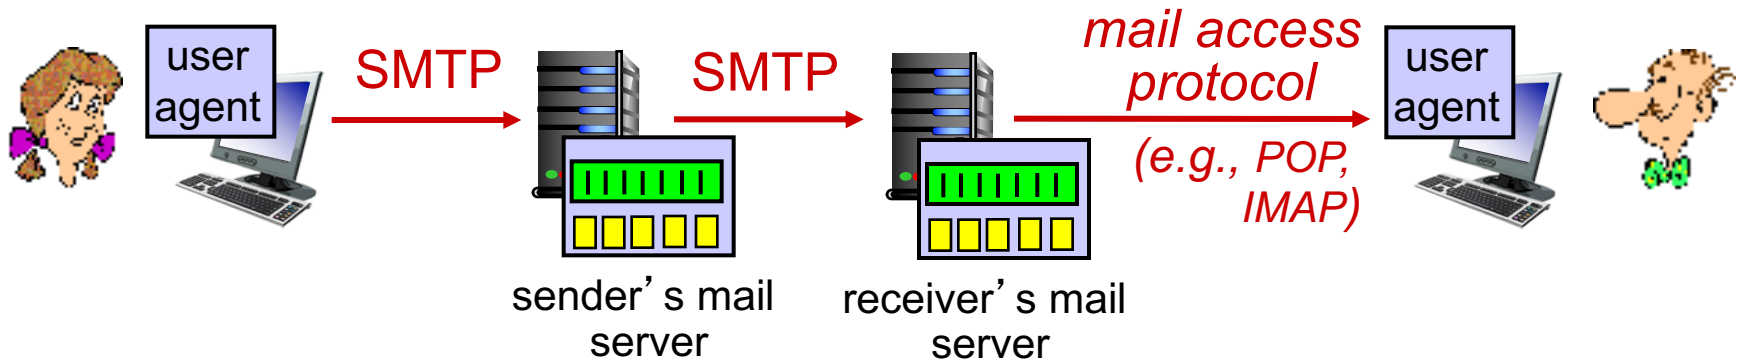 user
agent
SMTP
SMTP
mail access
protocol
(e.g., POP,
IMAP)
user
agent
sender’s mail
server
receiver’s mail
server